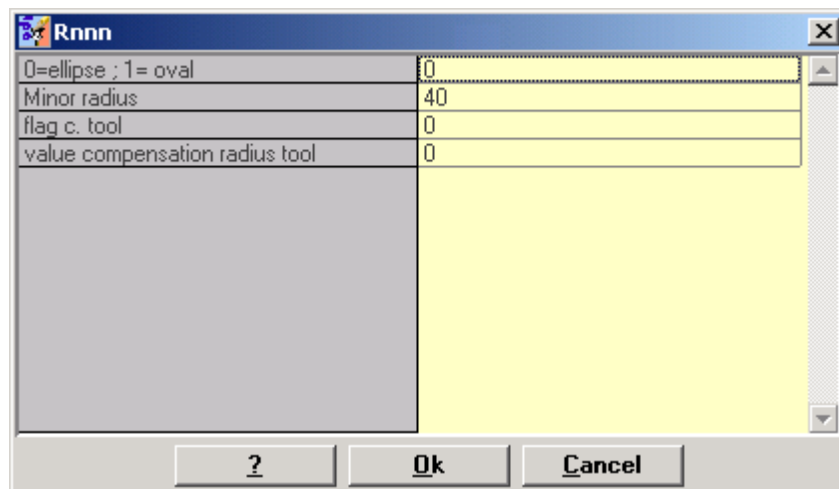 Rnnn
0=ellipse ; 1= oval 0
Minor radius 40
flag c. tool 0
value compensation radius tool 0
? Ok Cancel